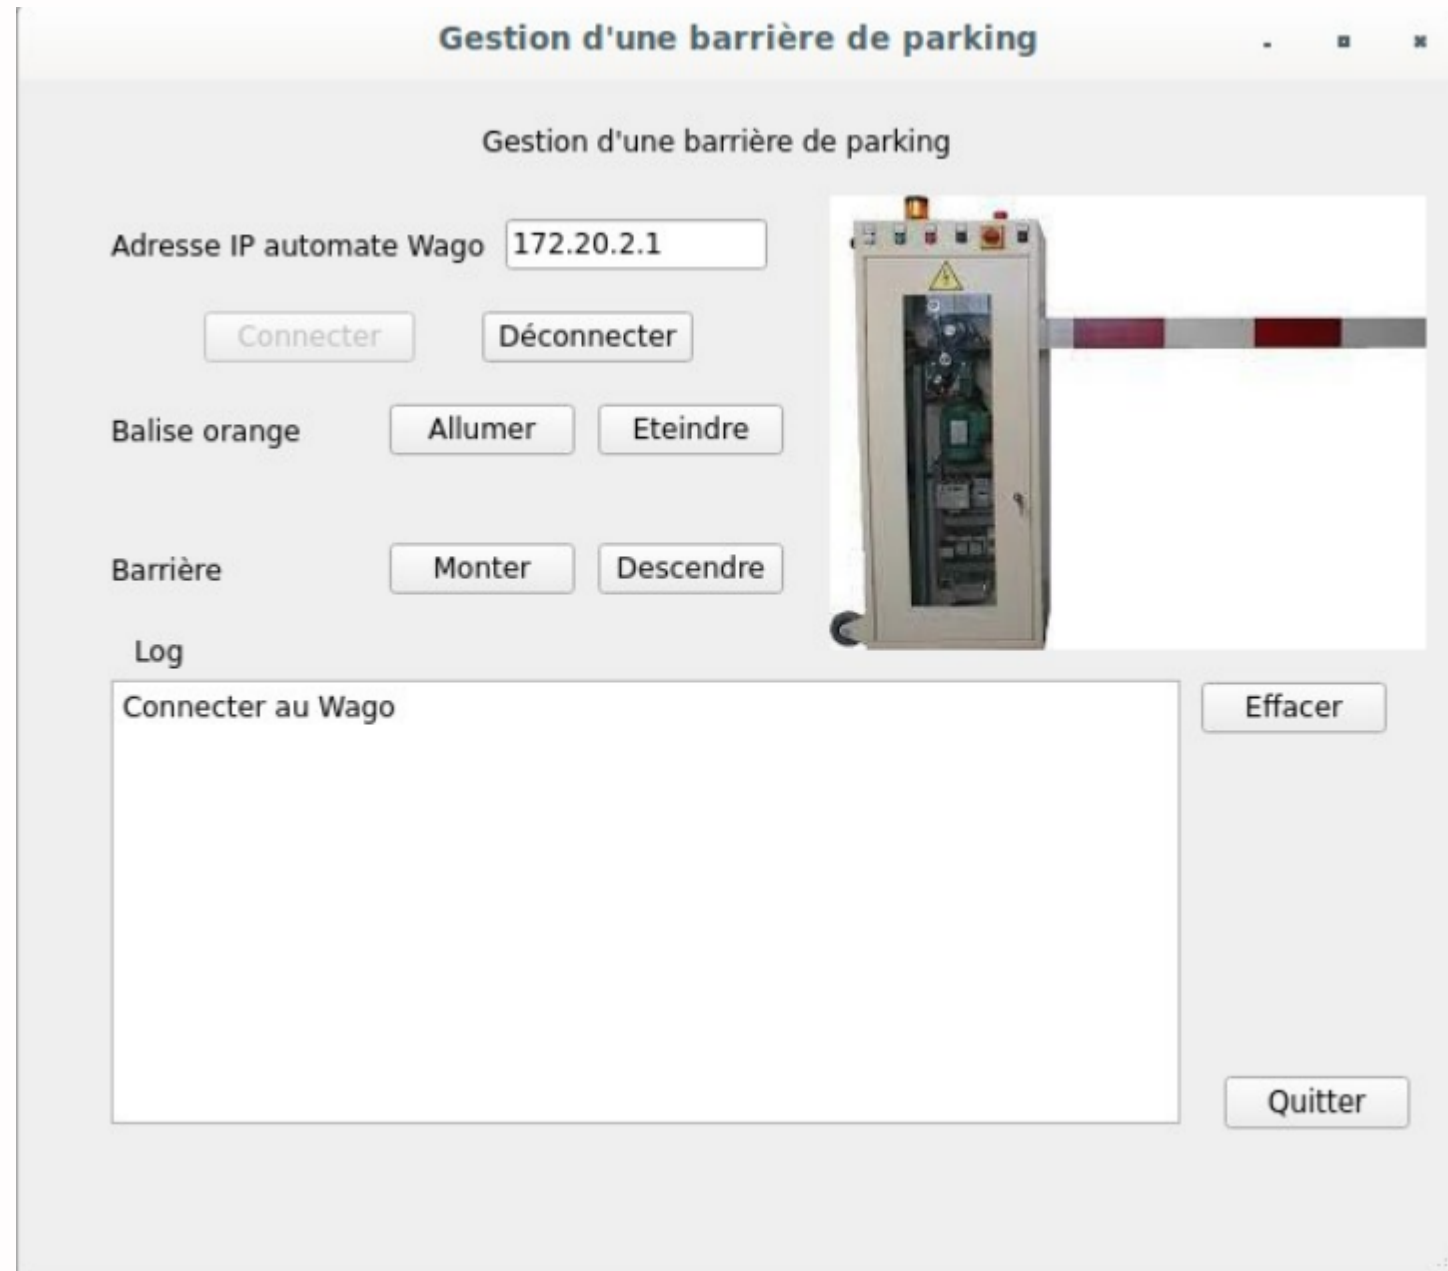 Gestion d'une barrière de parking
Gestion d'une barrière de parking
Adresse IP automate Wago 172.20.2.1
Connecter Déconnecter
Balise orange Allumer Eteindre
Barrière Monter Descendre
Log
Connecter au Wago
Effacer
Quitter